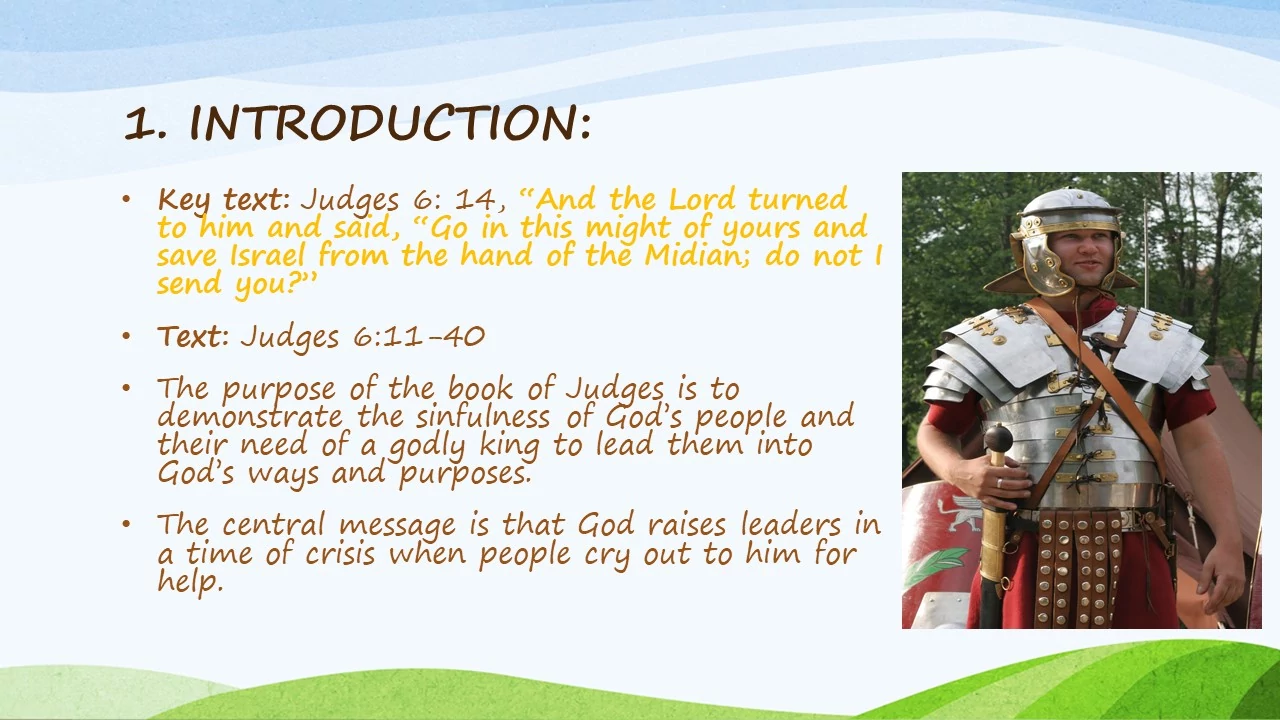 1. INTRODUCTION:
• Key text: Judges 6: 14, “And the Lord turned
to him and said, “Go in this might of yours and
save Israel from the hand of the Midian; do not I
send you?”’
• Text: Judges 6:11-40
• The purpose of the book of Judges is to
demonstrate the sinfulness of God’s people and
their need of a godly king to lead them into
God’s ways and purposes.
• The central message is that God raises leaders in
a time of crisis when people cry out to him for
help.